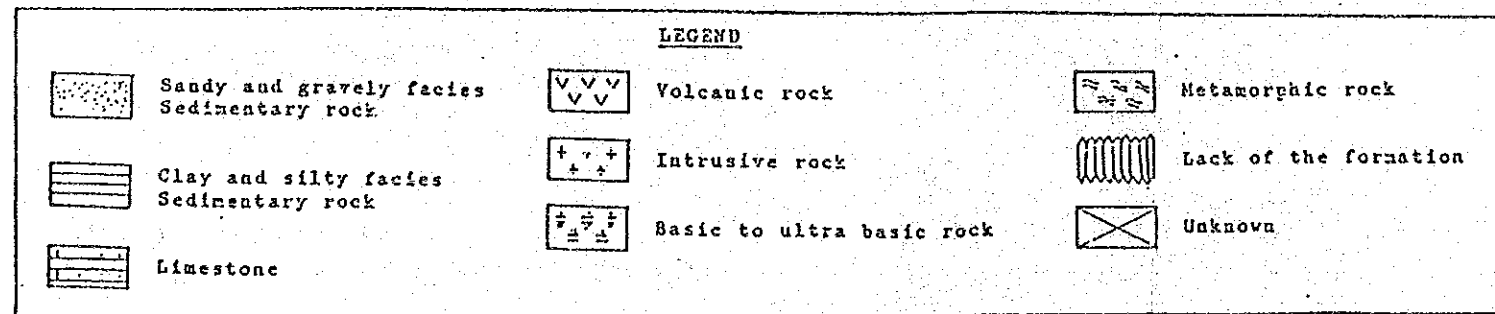 LEGEND
Sandy and gravely facies
Sedimentary rock
Clay and silty facies
Sedimentary rock
Limestone
Volcanic rock
Intrusive rock
Basic to ultra basic rock
Metamorphic rock
Lack of the formation
Unknown